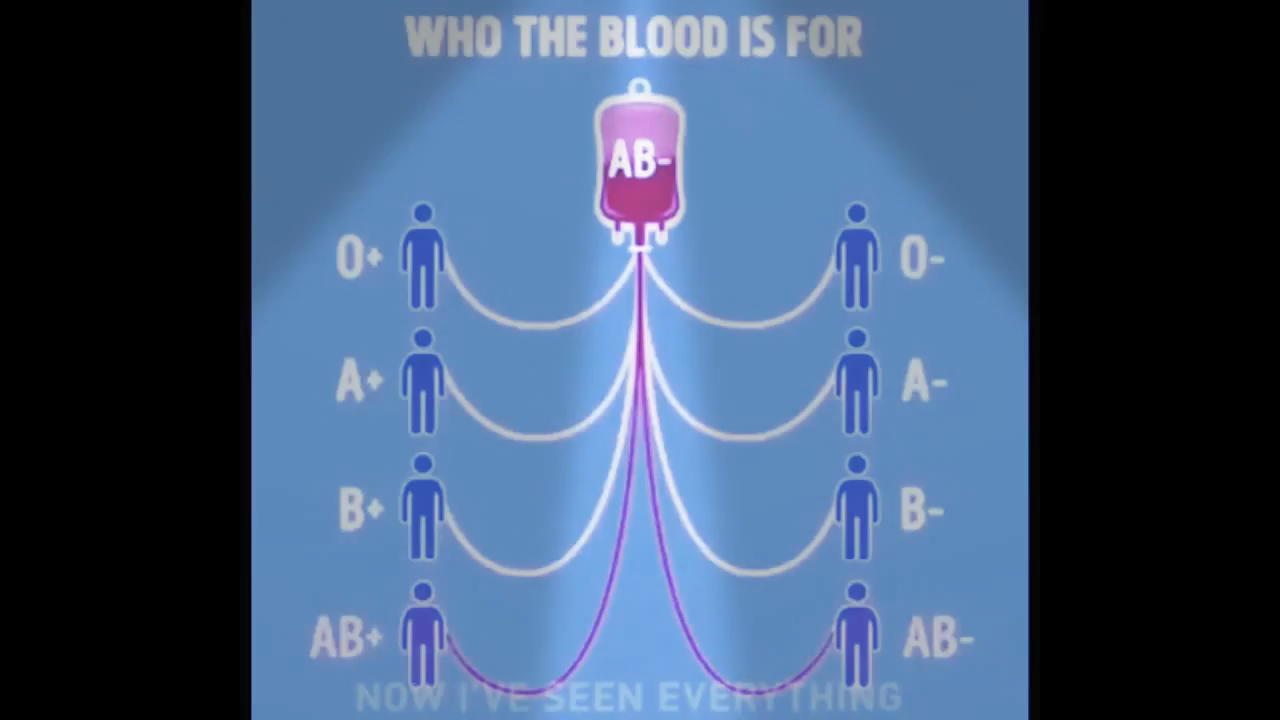 WHO THE BLOOD IS FOR
AB-
O+
O-
A+
A-
B+
B-
AB+
AB-
NOW I'VE SEEN EVERYTHING